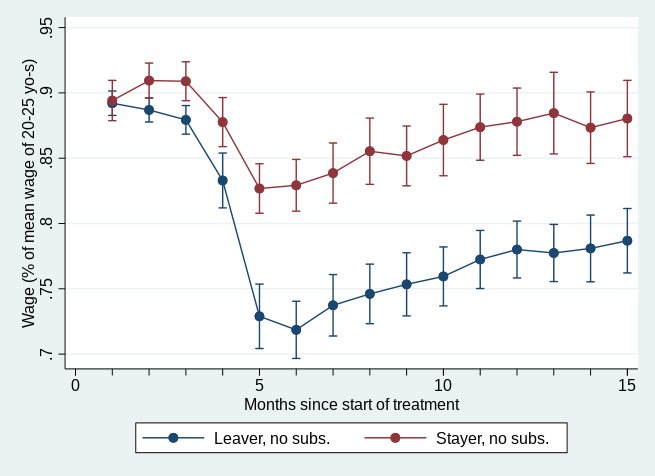 Wage (% of mean wage of 20-25 yo-s)
.95
.9
.85
.8
.75
.7
0 5 10 15
Months since start of treatment
Leaver, no subs. Stayer, no subs.